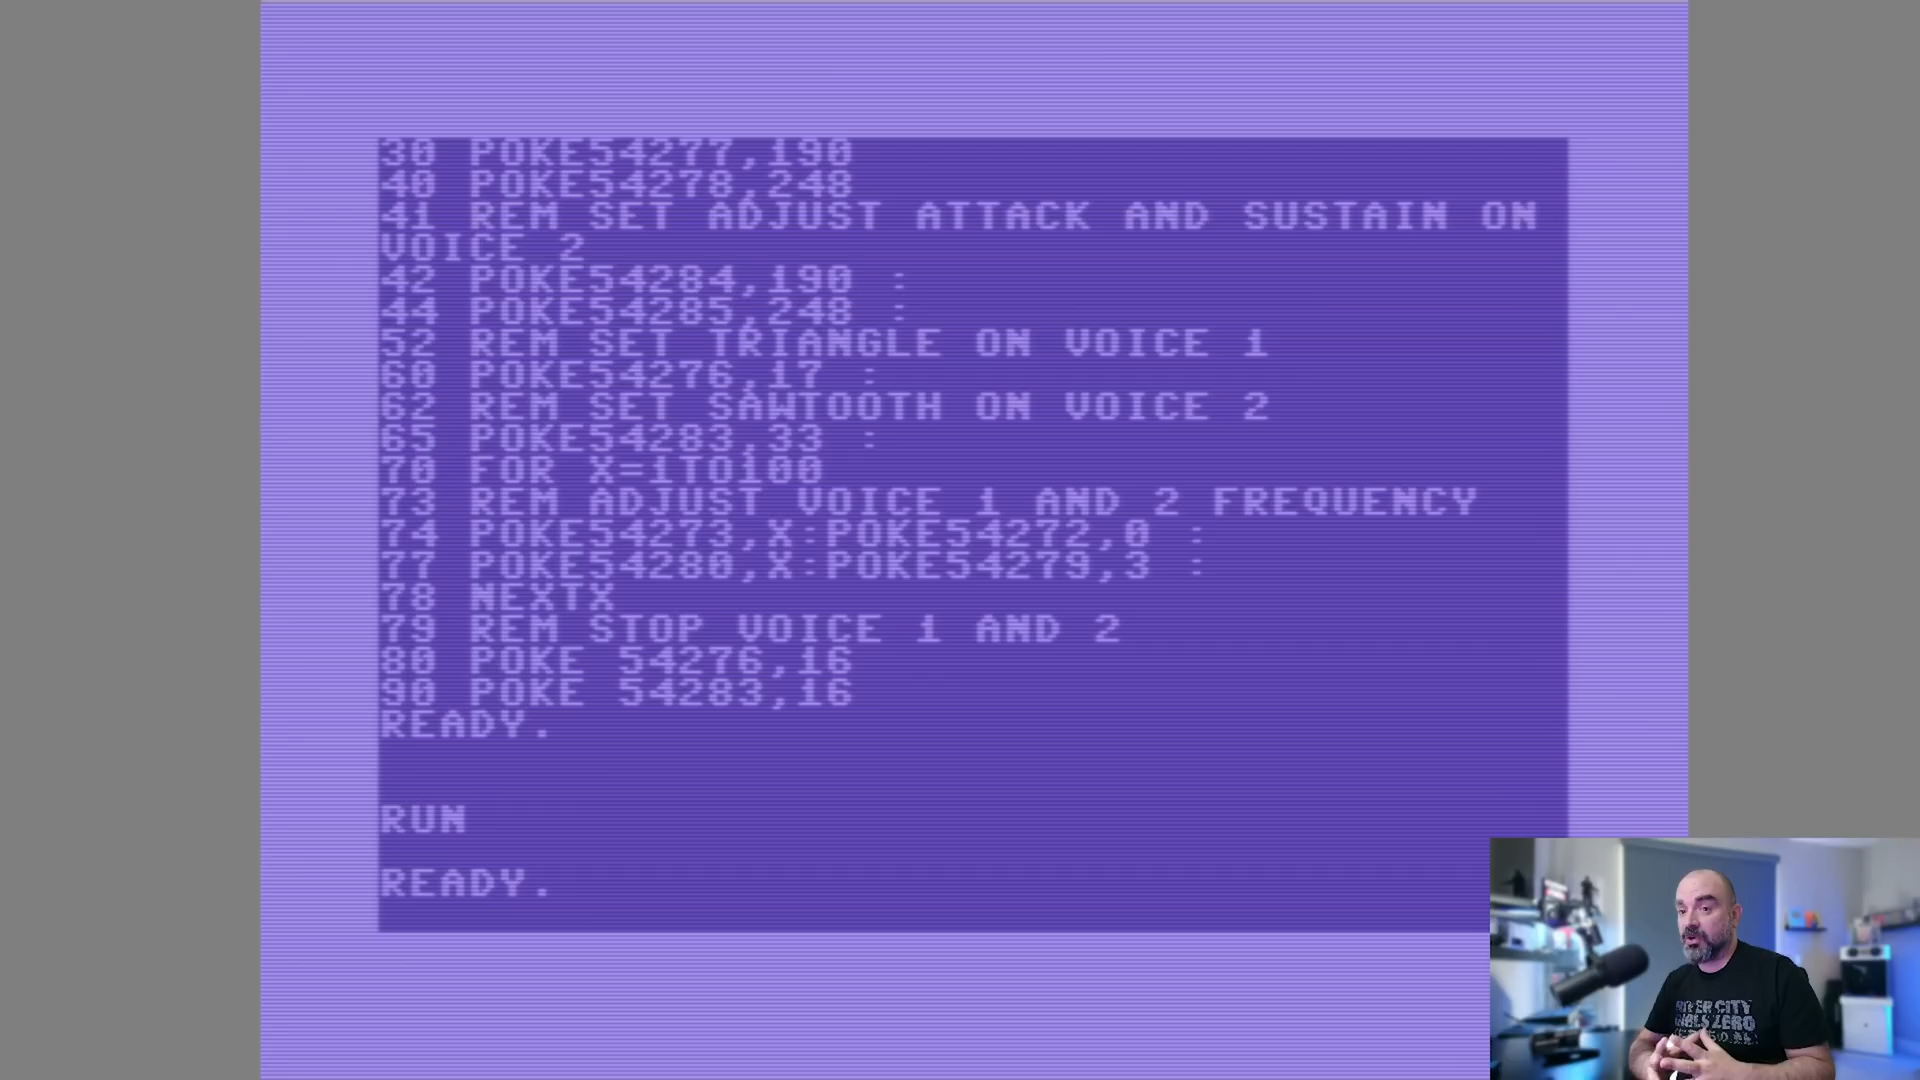 30 POKE54277,190
40 POKE54278,248
41 REM SET ADJUST ATTACK AND SUSTAIN ON
VOICE 2
42 POKE54284,190 :
44 POKE54285,248 :
52 REM SET TRIANGLE ON VOICE 1
60 POKE54276,17 :
62 REM SET SAWTOOTH ON VOICE 2
65 POKE54283,33 :
70 FOR X=1TO100
73 REM ADJUST VOICE 1 AND 2 FREQUENCY
74 POKE54273,X:POKE54272,0 :
77 POKE54280,X:POKE54279,3 :
78 NEXTX
79 REM STOP VOICE 1 AND 2
80 POKE 54276,16
90 POKE 54283,16
READY.
RUN
READY.
RIVER CITY
GIRLS ZERO